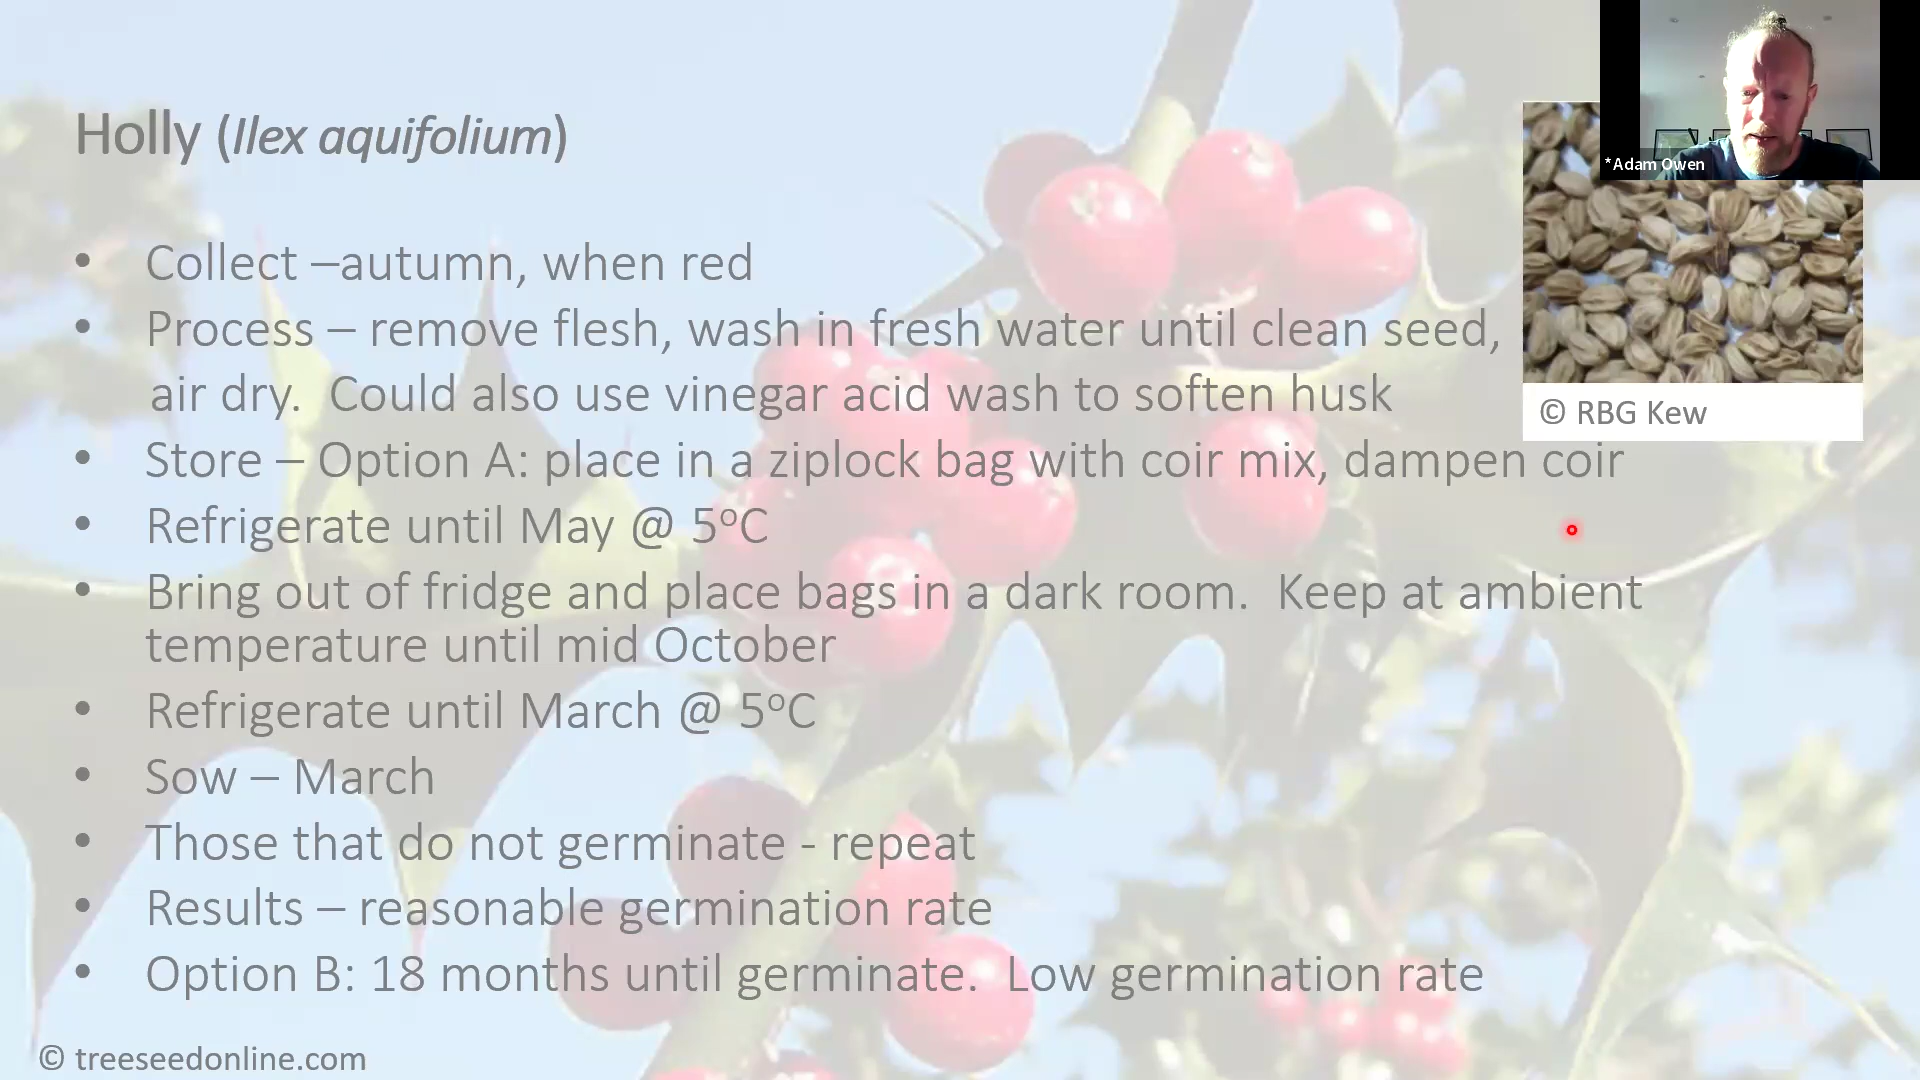 *Adam Owen
Holly (Ilex aquifolium)
• Collect –autumn, when red
• Process – remove flesh, wash in fresh water until clean seed,
air dry.  Could also use vinegar acid wash to soften husk
© RBG Kew
• Store – Option A: place in a ziplock bag with coir mix, dampen coir
• Refrigerate until May @ 5ºC
• Bring out of fridge and place bags in a dark room.  Keep at ambient
temperature until mid October
• Refrigerate until March @ 5ºC
• Sow – March
• Those that do not germinate - repeat
• Results – reasonable germination rate
• Option B: 18 months until germinate.  Low germination rate
© treeseedonline.com